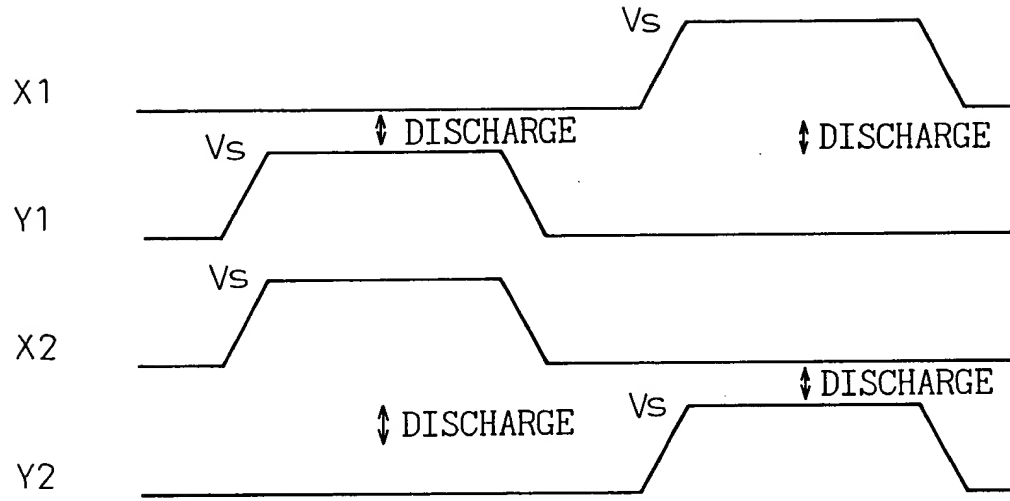 Vs
X1
DISCHARGE DISCHARGE
Vs
Y1
Vs
X2
DISCHARGE
Vs
DISCHARGE
Y2